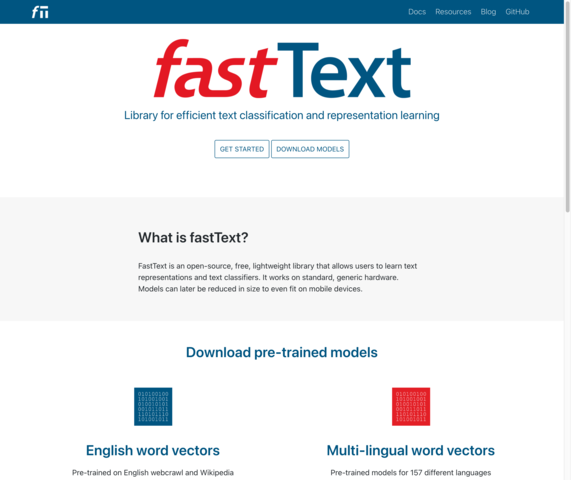 Docs Resources Blog GitHub
fastText
Library for efficient text classification and representation learning
GET STARTED DOWNLOAD MODELS
What is fastText?
FastText is an open-source, free, lightweight library that allows users to learn text
representations and text classifiers. It works on standard, generic hardware.
Models can later be reduced in size to even fit on mobile devices.
Download pre-trained models
English word vectors
Pre-trained on English webcrawl and Wikipedia
Multi-lingual word vectors
Pre-trained models for 157 different languages